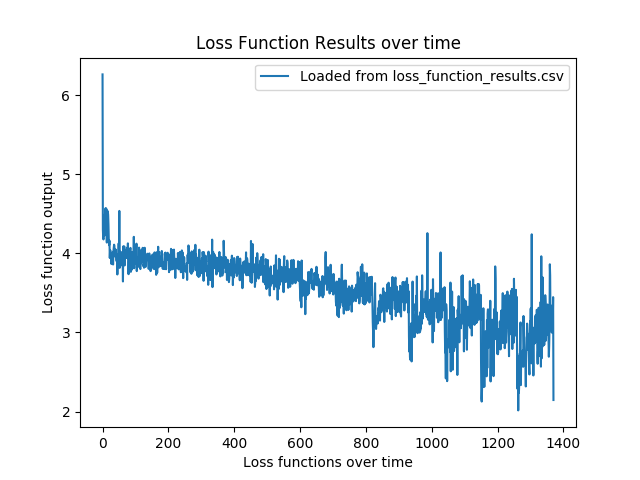 Loss Function Results over time
Loaded from loss_function_results.csv
Loss function output
6
5
4
3
2
0 200 400 600 800 1000 1200 1400
Loss functions over time